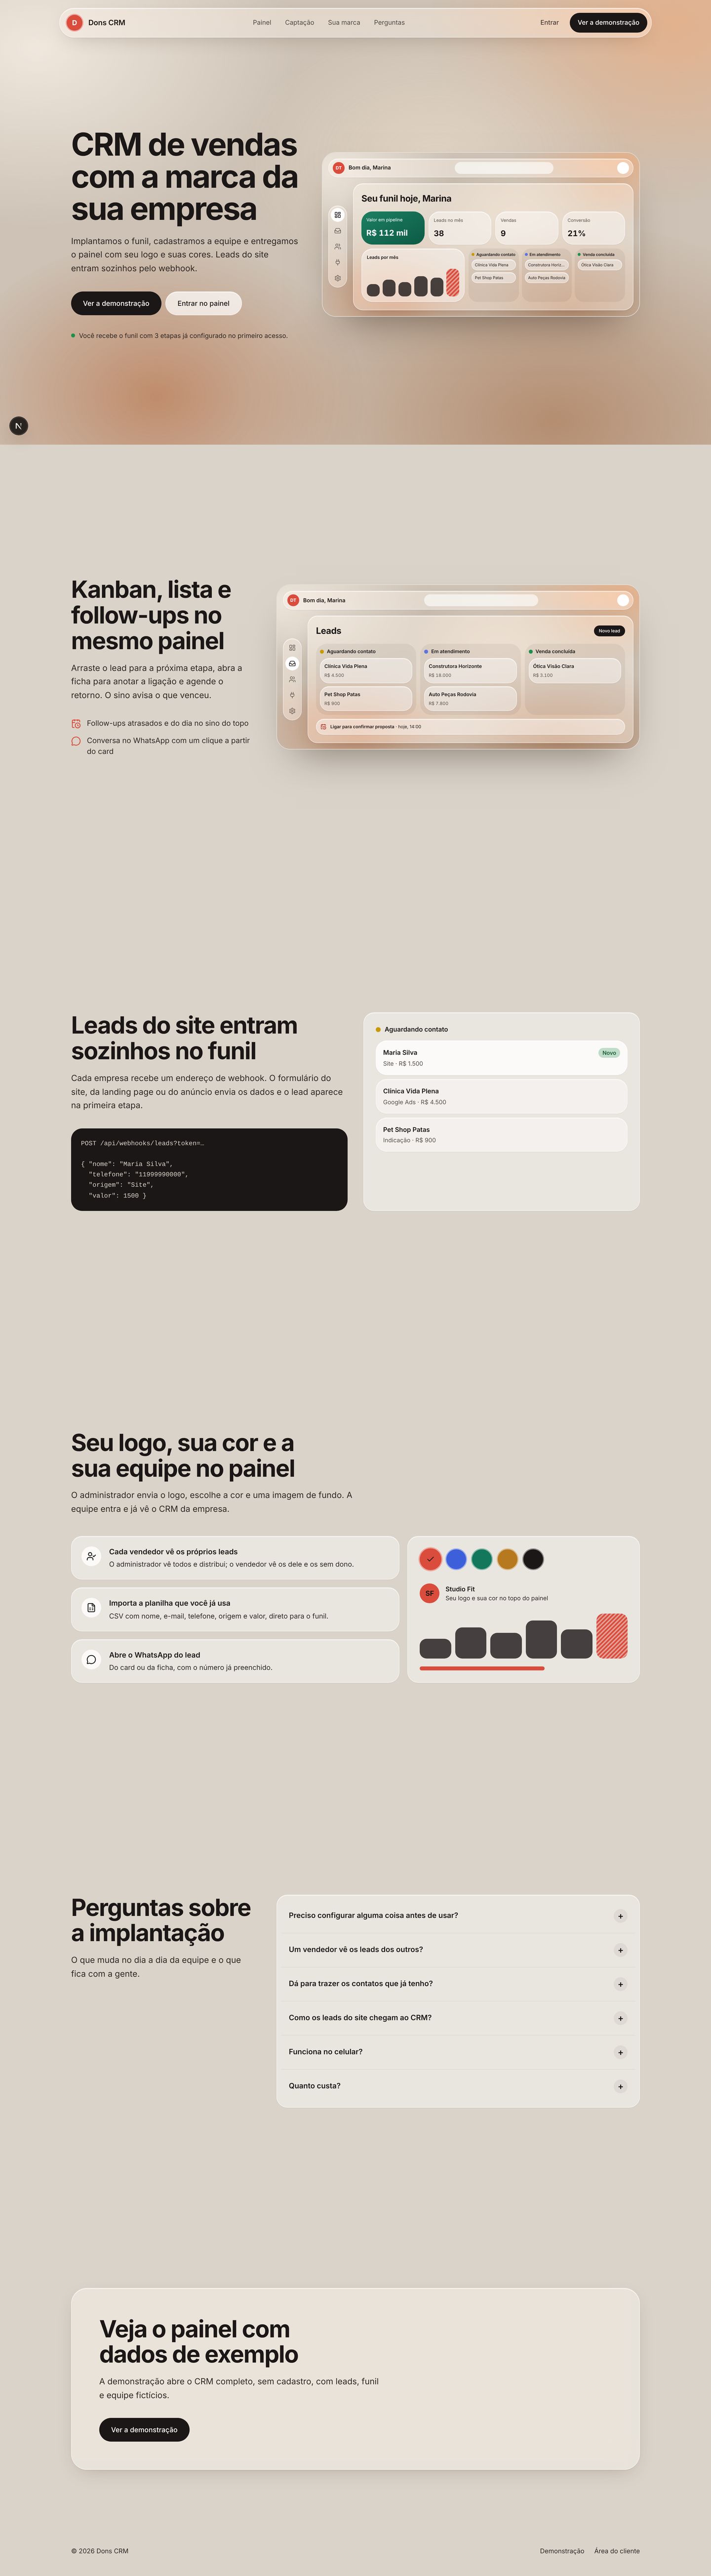 D Dons CRM
Painel Captação Sua marca Perguntas
Entrar Ver a demonstração
CRM de vendas
com a marca da
sua empresa
Implantamos o funil, cadastramos a equipe e entregamos
o painel com seu logo e suas cores. Leads do site
entram sozinhos pelo webhook.
Ver a demonstração Entrar no painel
Você recebe o funil com 3 etapas já configurado no primeiro acesso.
DT Bom dia, Marina
Seu funil hoje, Marina
Valor em pipeline
R$ 112 mil
Leads no mês
38
Vendas
9
Conversão
21%
Leads por mês
Aguardando contato
Clínica Vida Plena
Pet Shop Patas
Em atendimento
Construtora Horiz...
Auto Peças Rodovia
Venda concluída
Ótica Visão Clara
N
Kanban, lista e
follow-ups no
mesmo painel
Arraste o lead para a próxima etapa, abra a
ficha para anotar a ligação e agende o
retorno. O sino avisa o que venceu.
Follow-ups atrasados e do dia no sino do topo
Conversa no WhatsApp com um clique a partir
do card
DT Bom dia, Marina
Leads
Novo lead
Aguardando contato
Clínica Vida Plena
R$ 4.500
Pet Shop Patas
R$ 900
Em atendimento
Construtora Horizonte
R$ 18.000
Auto Peças Rodovia
R$ 7.800
Venda concluída
Ótica Visão Clara
R$ 3.100
Ligar para confirmar proposta · hoje, 14:00
Leads do site entram
sozinhos no funil
Cada empresa recebe um endereço de webhook. O formulário do
site, da landing page ou do anúncio envia os dados e o lead aparece
na primeira etapa.
POST /api/webhooks/leads?token=…
{ "nome": "Maria Silva",
"telefone": "11999990000",
"origem": "Site",
"valor": 1500 }
Aguardando contato
Maria Silva
Novo
Site · R$ 1.500
Clínica Vida Plena
Google Ads · R$ 4.500
Pet Shop Patas
Indicação · R$ 900
Seu logo, sua cor e a
sua equipe no painel
O administrador envia o logo, escolhe a cor e uma imagem de fundo. A
equipe entra e já vê o CRM da empresa.
Cada vendedor vê os próprios leads
O administrador vê todos e distribui; o vendedor vê os dele e os sem dono.
Importa a planilha que você já usa
CSV com nome, e-mail, telefone, origem e valor, direto para o funil.
Abre o WhatsApp do lead
Do card ou da ficha, com o número já preenchido.
SF Studio Fit
Seu logo e sua cor no topo do painel
Perguntas sobre
a implantação
O que muda no dia a dia da equipe e o que
fica com a gente.
Preciso configurar alguma coisa antes de usar? +
Um vendedor vê os leads dos outros? +
Dá para trazer os contatos que já tenho? +
Como os leads do site chegam ao CRM? +
Funciona no celular? +
Quanto custa? +
Veja o painel com
dados de exemplo
A demonstração abre o CRM completo, sem cadastro, com leads, funil
e equipe fictícios.
Ver a demonstração
© 2026 Dons CRM
Demonstração Área do cliente